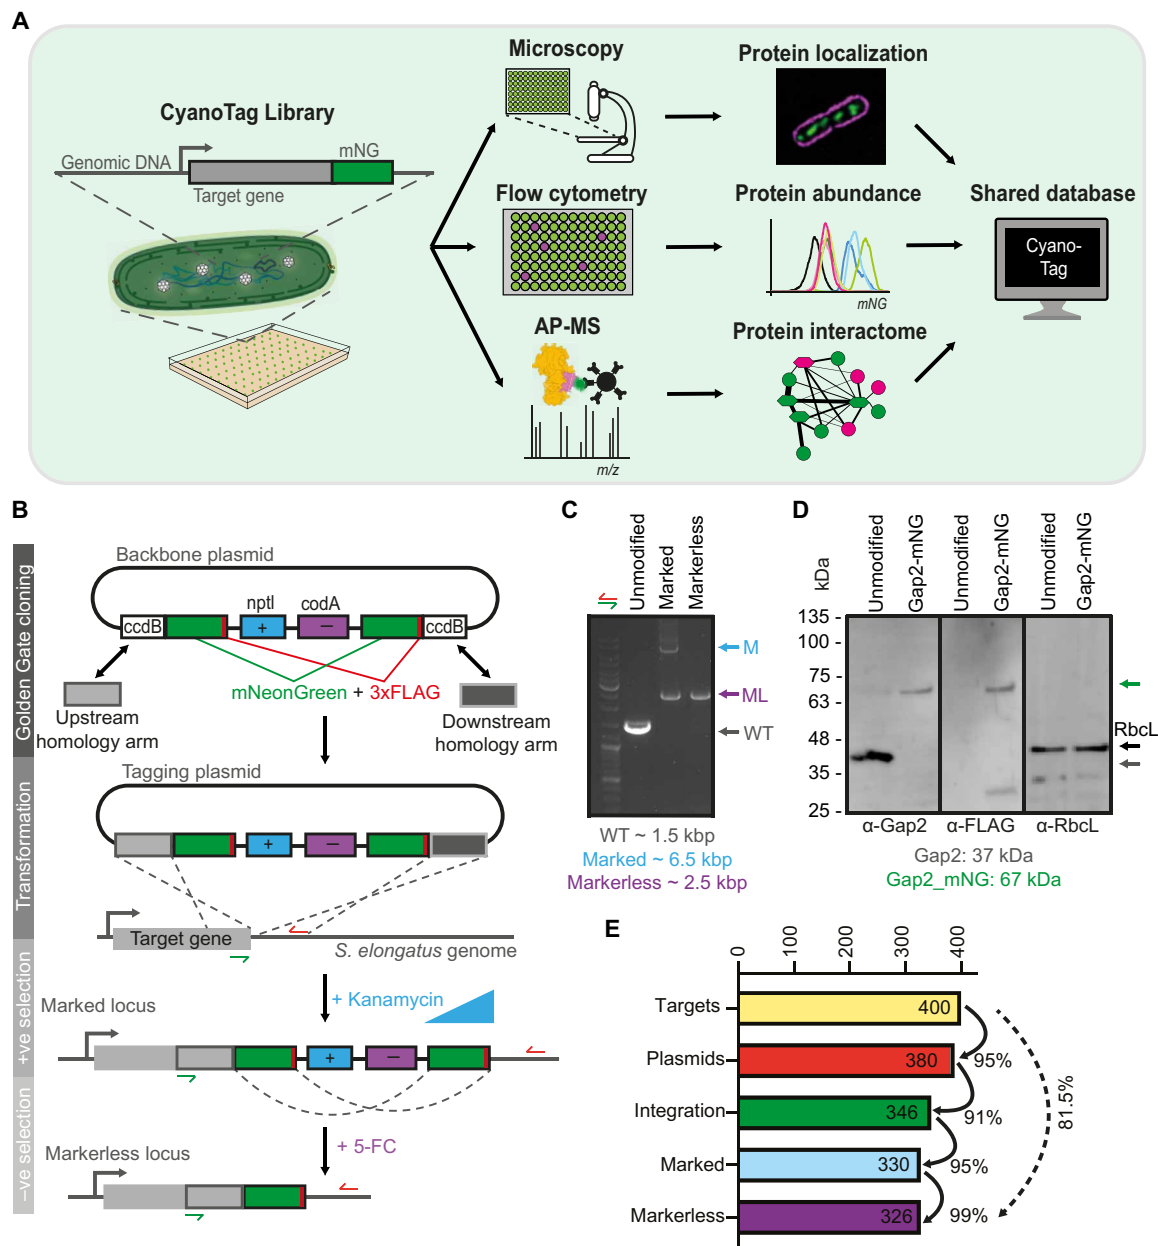 A
CyanoTag Library
Genomic DNA
mNG
Target gene
Microscopy
Protein localization
Flow cytometry
Protein abundance
mNG
Shared database
Cyano-
Tag
AP-MS
m/z
Protein interactome
B
Golden Gate cloning
Backbone plasmid
nptI
codA
ccdB
+
–
ccdB
mNeonGreen + 3xFLAG
Upstream
homology arm
Downstream
homology arm
Transformation
Tagging plasmid
+
–
Target gene
S. elongatus genome
+ve selection
+ Kanamycin
Marked locus
+
–
–ve selection
+ 5-FC
Markerless locus
C
Unmodified
Marked
Markerless
M
ML
WT
WT ~ 1.5 kbp
Marked ~ 6.5 kbp
Markerless ~ 2.5 kbp
D
kDa
Unmodified
Gap2-mNG
Unmodified
Gap2-mNG
Unmodified
Gap2-mNG
135 -
100 -
75 -
63 -
48 -
35 -
25 -
RbcL
α-Gap2
α-FLAG
α-RbcL
Gap2: 37 kDa
Gap2_mNG: 67 kDa
E
0
100
200
300
400
Targets
400
Plasmids
380
95%
Integration
346
91%
Marked
330
95%
Markerless
326
99%
81.5%